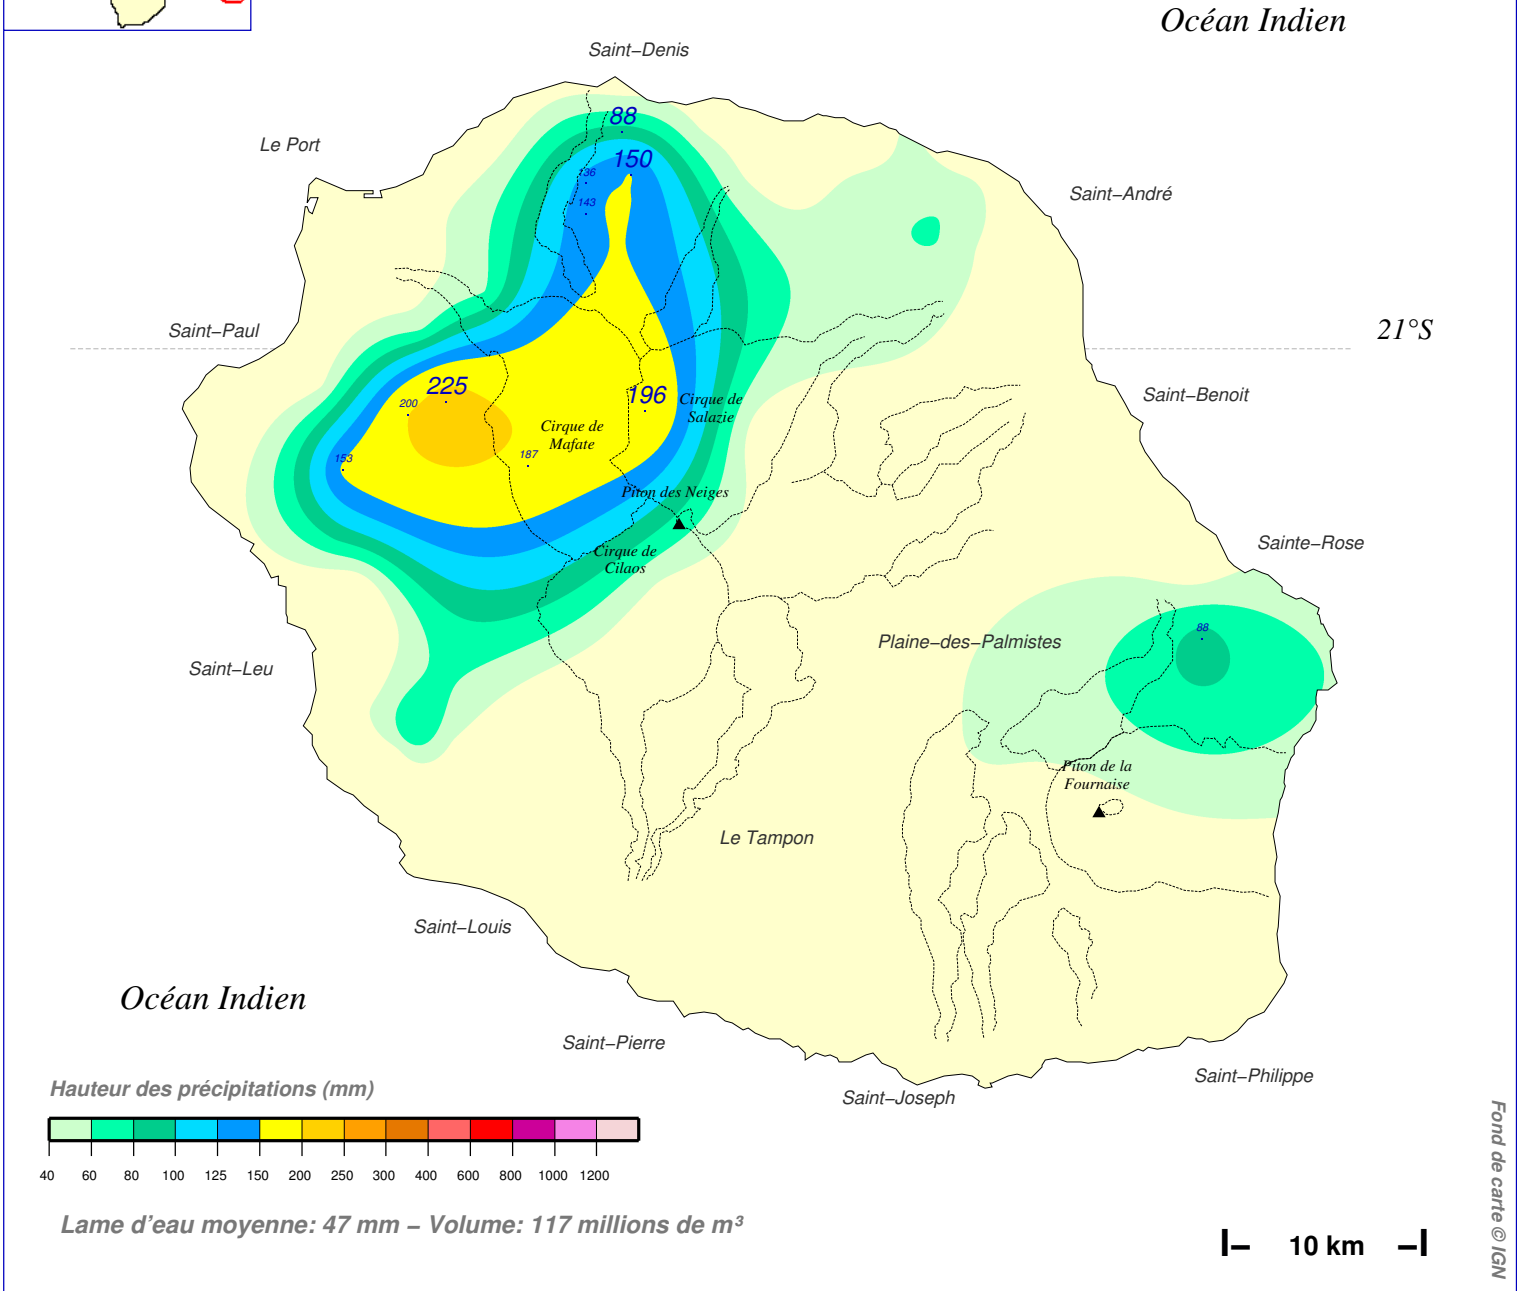 Océan Indien
Saint–Denis
88
Le Port
150
136
Saint–André
143
Saint–Paul
21°S
225
196
Saint–Benoit
200
Cirque de
Salazie
Cirque de
Mafate
187
153
Piton des Neiges
Cirque de
Cilaos
Sainte–Rose
88
Plaine–des–Palmistes
Saint–Leu
Piton de la
Fournaise
Le Tampon
Saint–Louis
Océan Indien
Saint–Pierre
Saint–Philippe
Saint–Joseph
Hauteur des précipitations (mm)
40 60 80 100 125 150 200 250 300 400 600 800 1000 1200
Lame d'eau moyenne: 47 mm – Volume: 117 millions de m³
10 km
Fond de carte © IGN